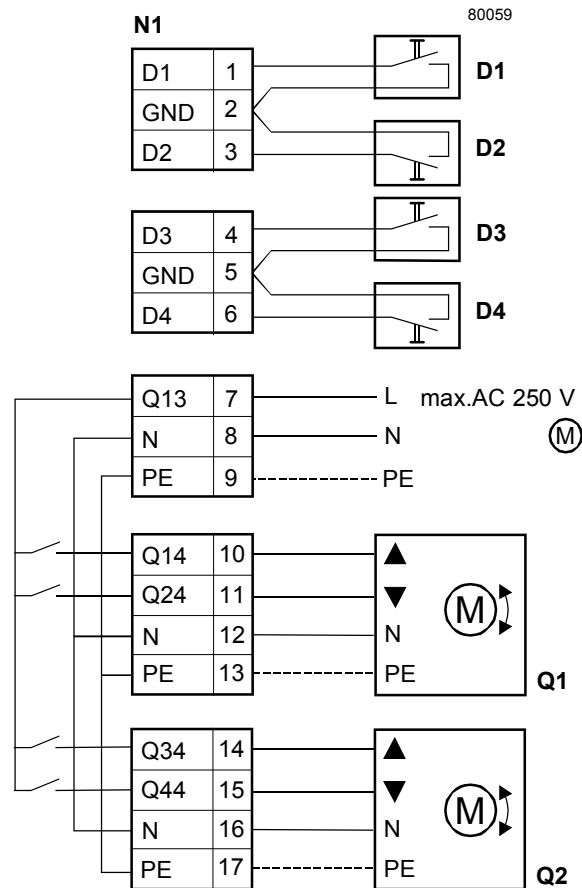 80059
N1
D1 1
GND 2
D2 3
D1
D2
D3 4
GND 5
D4 6
D3
D4
Q13 7 L max.AC 250 V
N 8 N M
PE 9 PE
Q14 10 ▲
Q24 11 ▼
N 12 N
PE 13 PE
M
Q1
Q34 14 ▲
Q44 15 ▼
N 16 N
PE 17 PE
M
Q2